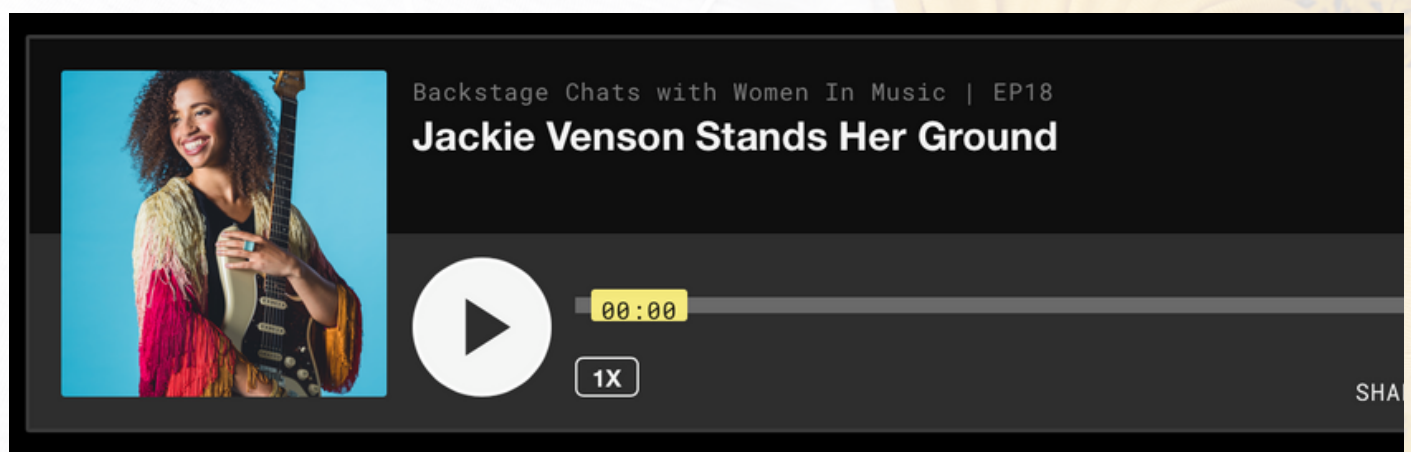 Backstage Chats with Women In Music | EP18
Jackie Venson Stands Her Ground
00:00
1X